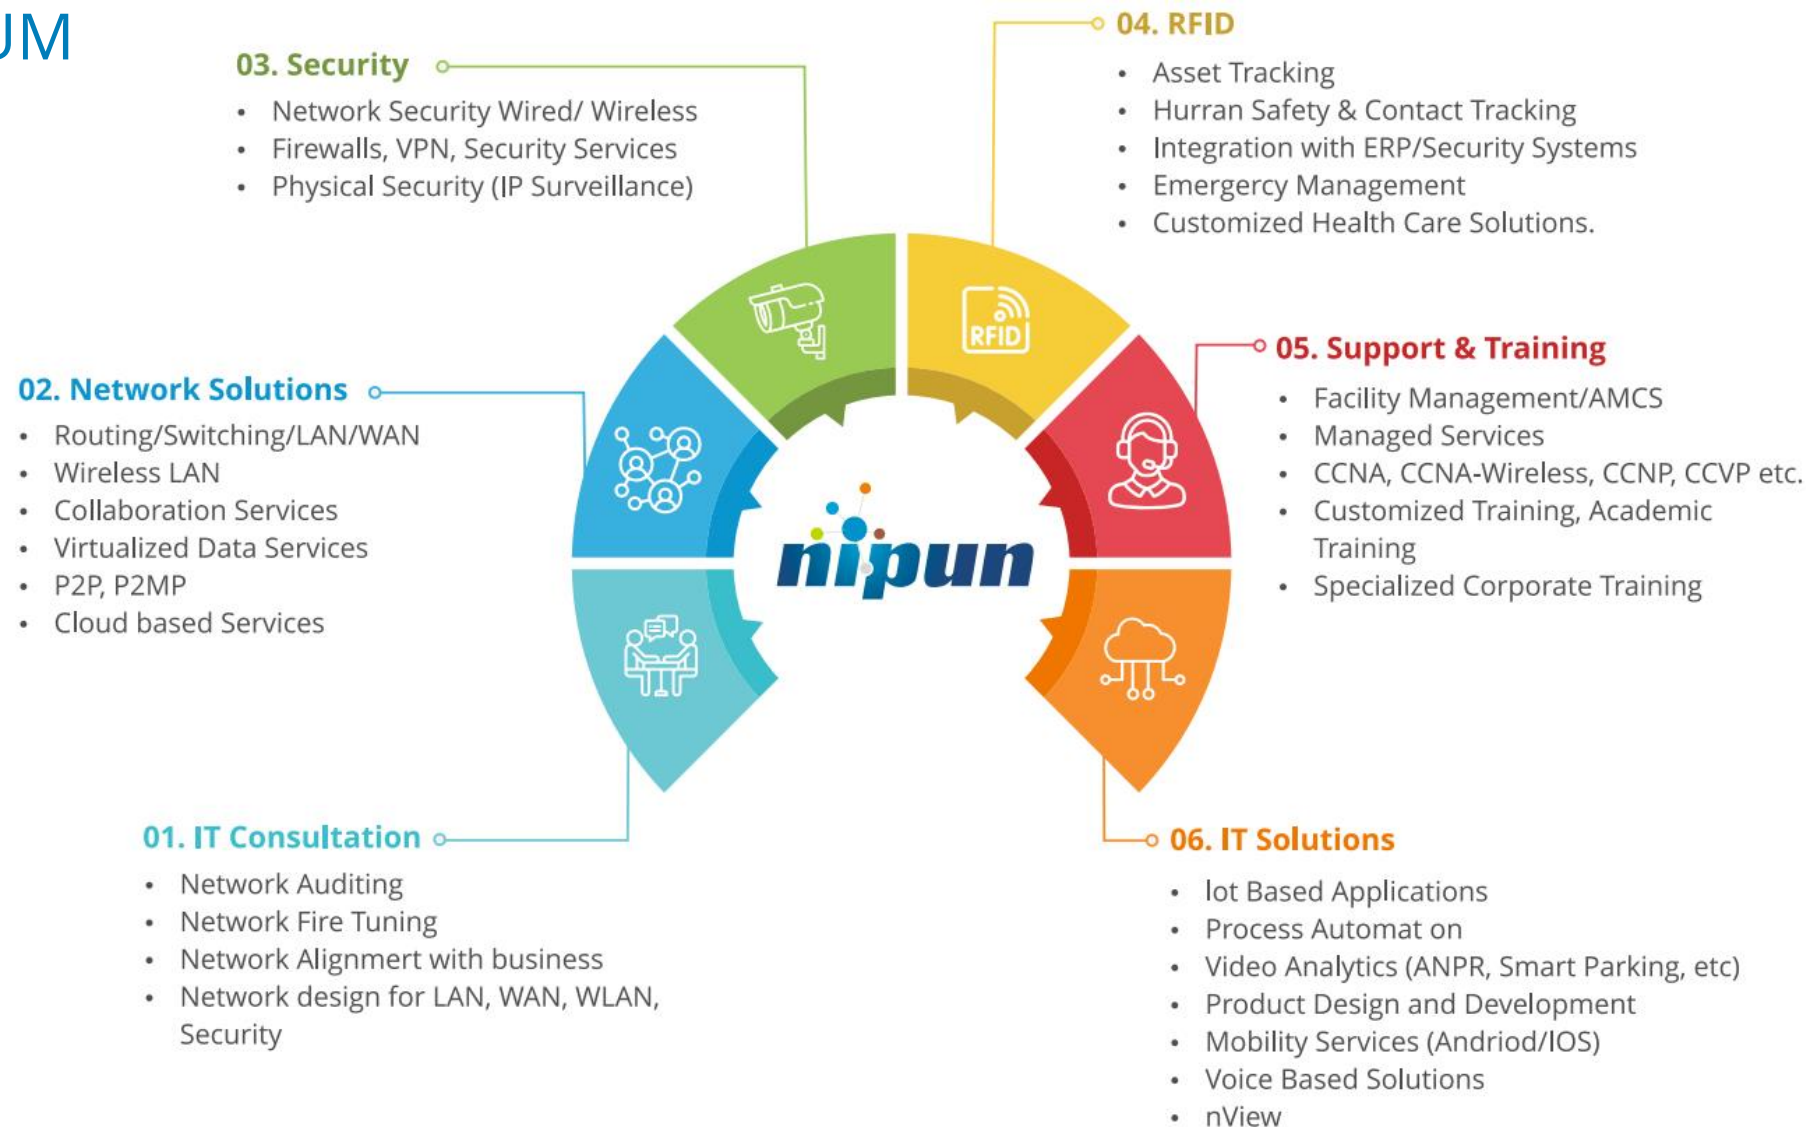 UM
03. Security
• Network Security Wired/ Wireless
• Firewalls, VPN, Security Services
• Physical Security (IP Surveillance)
04. RFID
• Asset Tracking
• Hurran Safety & Contact Tracking
• Integration with ERP/Security Systems
• Emergercy Management
• Customized Health Care Solutions.
RFID
02. Network Solutions
• Routing/Switching/LAN/WAN
• Wireless LAN
• Collaboration Services
• Virtualized Data Services
• P2P, P2MP
• Cloud based Services
nipun
05. Support & Training
• Facility Management/AMCS
• Managed Services
• CCNA, CCNA-Wireless, CCNP, CCVP etc.
• Customized Training, Academic
Training
• Specialized Corporate Training
01. IT Consultation
• Network Auditing
• Network Fire Tuning
• Network Alignmert with business
• Network design for LAN, WAN, WLAN,
Security
06. IT Solutions
• lot Based Applications
• Process Automat on
• Video Analytics (ANPR, Smart Parking, etc)
• Product Design and Development
• Mobility Services (Andriod/lOS)
• Voice Based Solutions
• nView